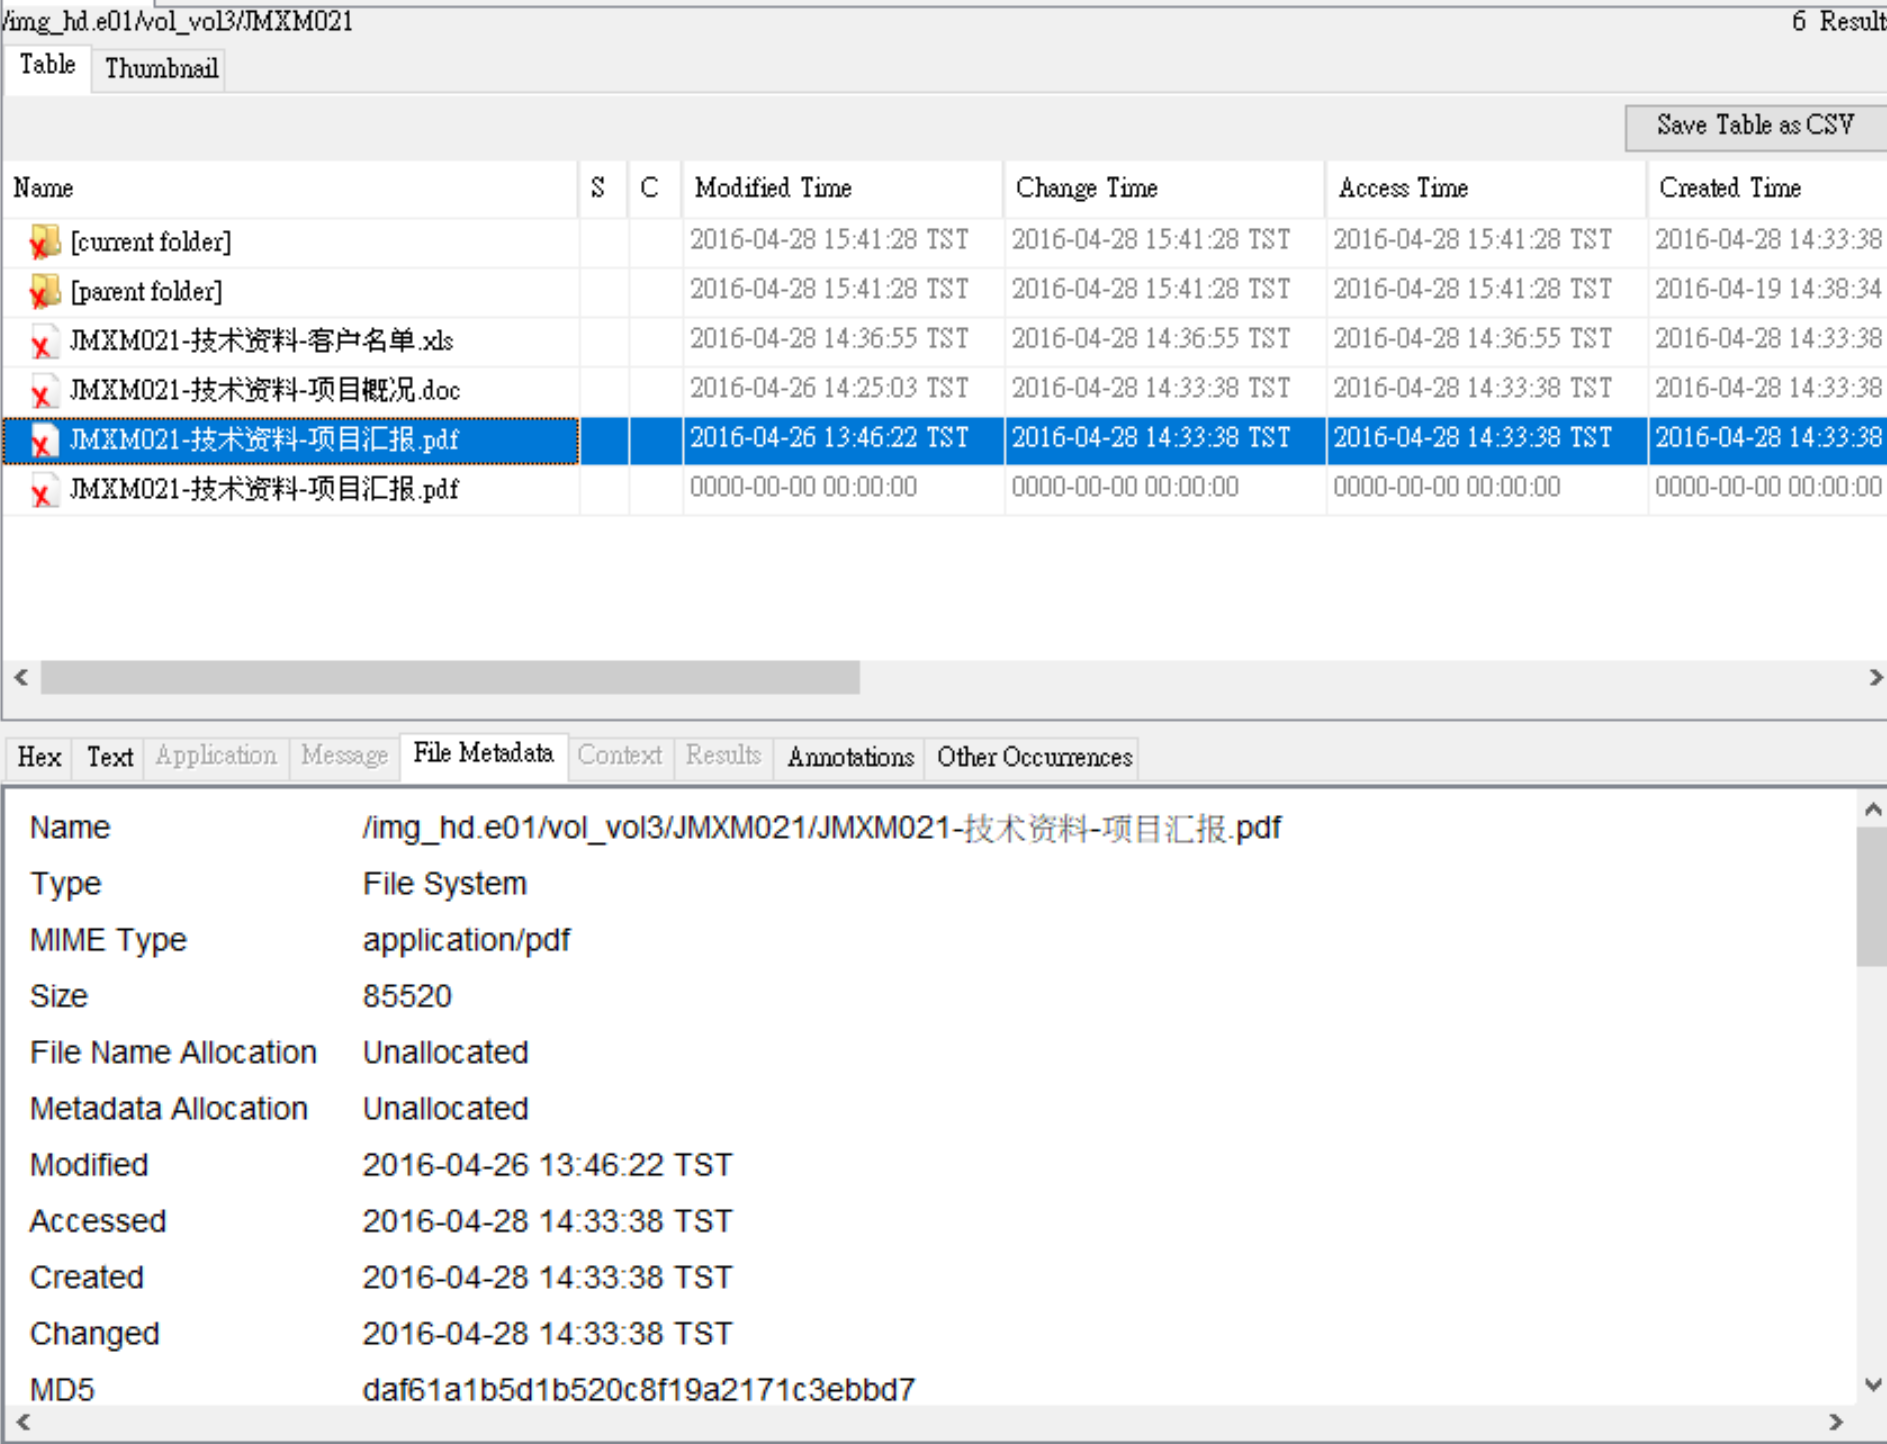 /img_hd.e01/vol_vol3/JMXM021 6 Result
Table Thumbnail
Save Table as CSV
Name S C Modified Time Change Time Access Time Created Time
[current folder] 2016-04-28 15:41:28 TST 2016-04-28 15:41:28 TST 2016-04-28 15:41:28 TST 2016-04-28 14:33:38
[parent folder] 2016-04-28 15:41:28 TST 2016-04-28 15:41:28 TST 2016-04-28 15:41:28 TST 2016-04-19 14:38:34
JMXM021-技术资料-客户名单.xls 2016-04-28 14:36:55 TST 2016-04-28 14:36:55 TST 2016-04-28 14:36:55 TST 2016-04-28 14:33:38
JMXM021-技术资料-项目概况.doc 2016-04-26 14:25:03 TST 2016-04-28 14:33:38 TST 2016-04-28 14:33:38 TST 2016-04-28 14:33:38
JMXM021-技术资料-项目汇报.pdf 2016-04-26 13:46:22 TST 2016-04-28 14:33:38 TST 2016-04-28 14:33:38 TST 2016-04-28 14:33:38
JMXM021-技术资料-项目汇报.pdf 0000-00-00 00:00:00 0000-00-00 00:00:00 0000-00-00 00:00:00 0000-00-00 00:00:00
Hex Text Application Message File Metadata Context Results Annotations Other Occurrences
Name /img_hd.e01/vol_vol3/JMXM021/JMXM021-技术资料-项目汇报.pdf
Type File System
MIME Type application/pdf
Size 85520
File Name Allocation Unallocated
Metadata Allocation Unallocated
Modified 2016-04-26 13:46:22 TST
Accessed 2016-04-28 14:33:38 TST
Created 2016-04-28 14:33:38 TST
Changed 2016-04-28 14:33:38 TST
MD5 daf61a1b5d1b520c8f19a2171c3ebbd7